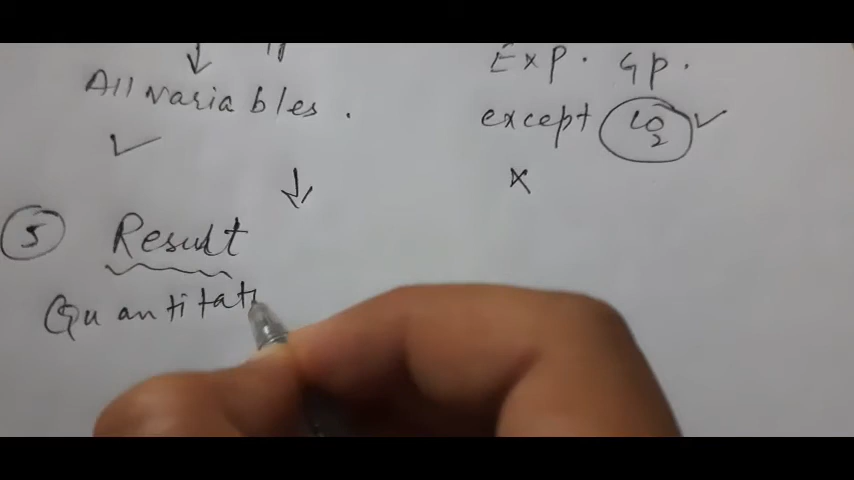 All variables.
Exp. Gp.
except CO2
5 Result
Quantitati